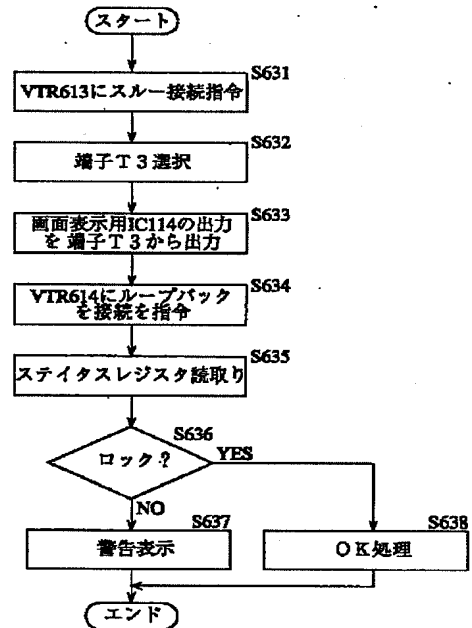 スタート
S631
VTR613にスルー接続指令
S632
端子T3選択
S633
画面表示用IC114の出力
を 端子T3から出力
S634
VTR614にループバック
を接続を指令
S635
ステイタスレジスタ読取り
S636
ロック?
YES
NO
S637
警告表示
S638
OK処理
エンド